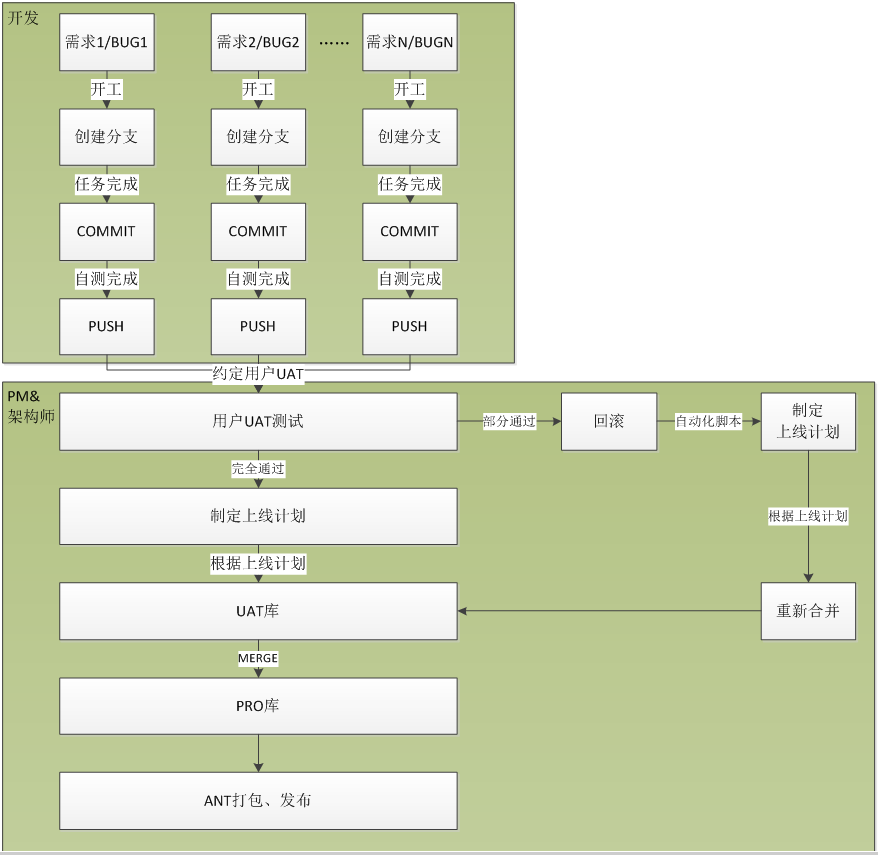 开发
需求1/BUG1
需求2/BUG2
……
需求N/BUGN
开工
开工
开工
创建分支
创建分支
创建分支
任务完成
任务完成
任务完成
COMMIT
COMMIT
COMMIT
自测完成
自测完成
自测完成
PUSH
PUSH
PUSH
约定用户UAT
PM&
架构师
用户UAT测试
部分通过
回滚
自动化脚本
制定
上线计划
完全通过
制定上线计划
根据上线计划
根据上线计划
UAT库
重新合并
MERGE
PRO库
ANT打包、发布